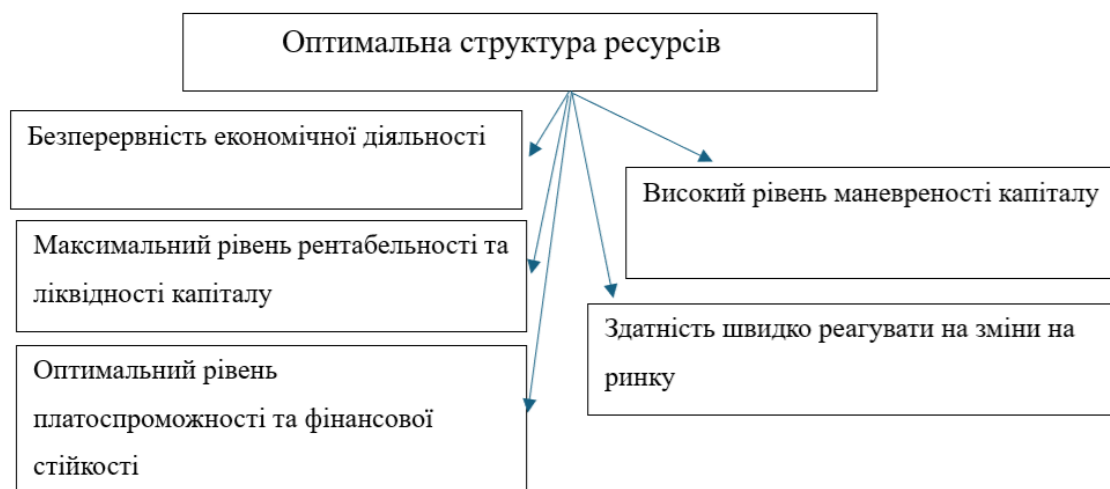 Оптимальна структура ресурсів
Безперервність економічної діяльності
Максимальний рівень рентабельності та
ліквідності капіталу
Оптимальний рівень
платоспроможності та фінансової
стійкості
Високий рівень маневреності капіталу
Здатність швидко реагувати на зміни на
ринку